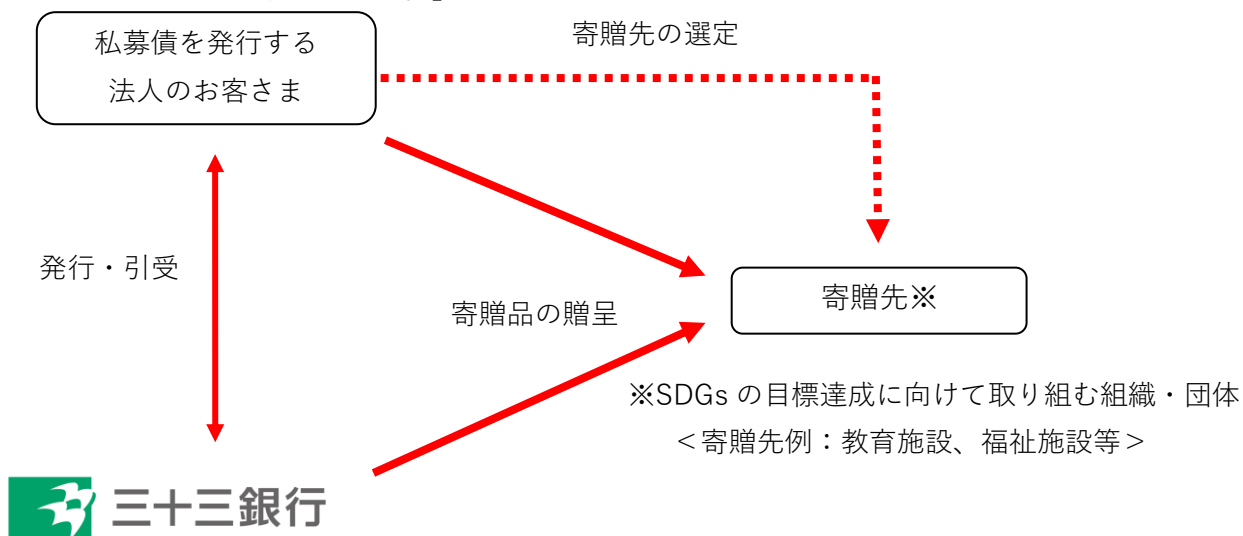 私募債を発行する
法人のお客さま
寄贈先の選定
発行・引受
寄贈品の贈呈
寄贈先※
※SDGs の目標達成に向けて取り組む組織・団体
＜寄贈先例：教育施設、福祉施設等＞
三十三銀行